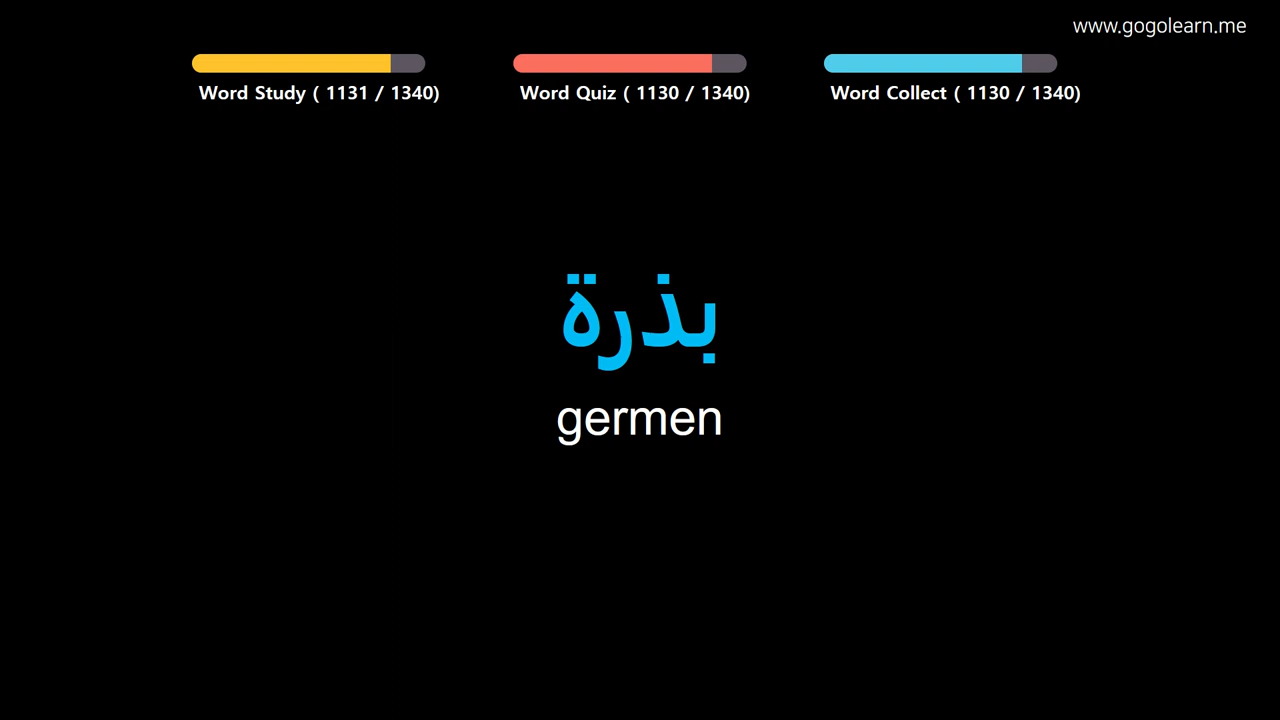 www.gogolearn.me
Word Study ( 1131 / 1340)
Word Quiz ( 1130 / 1340)
Word Collect ( 1130 / 1340)
بذرة
germen